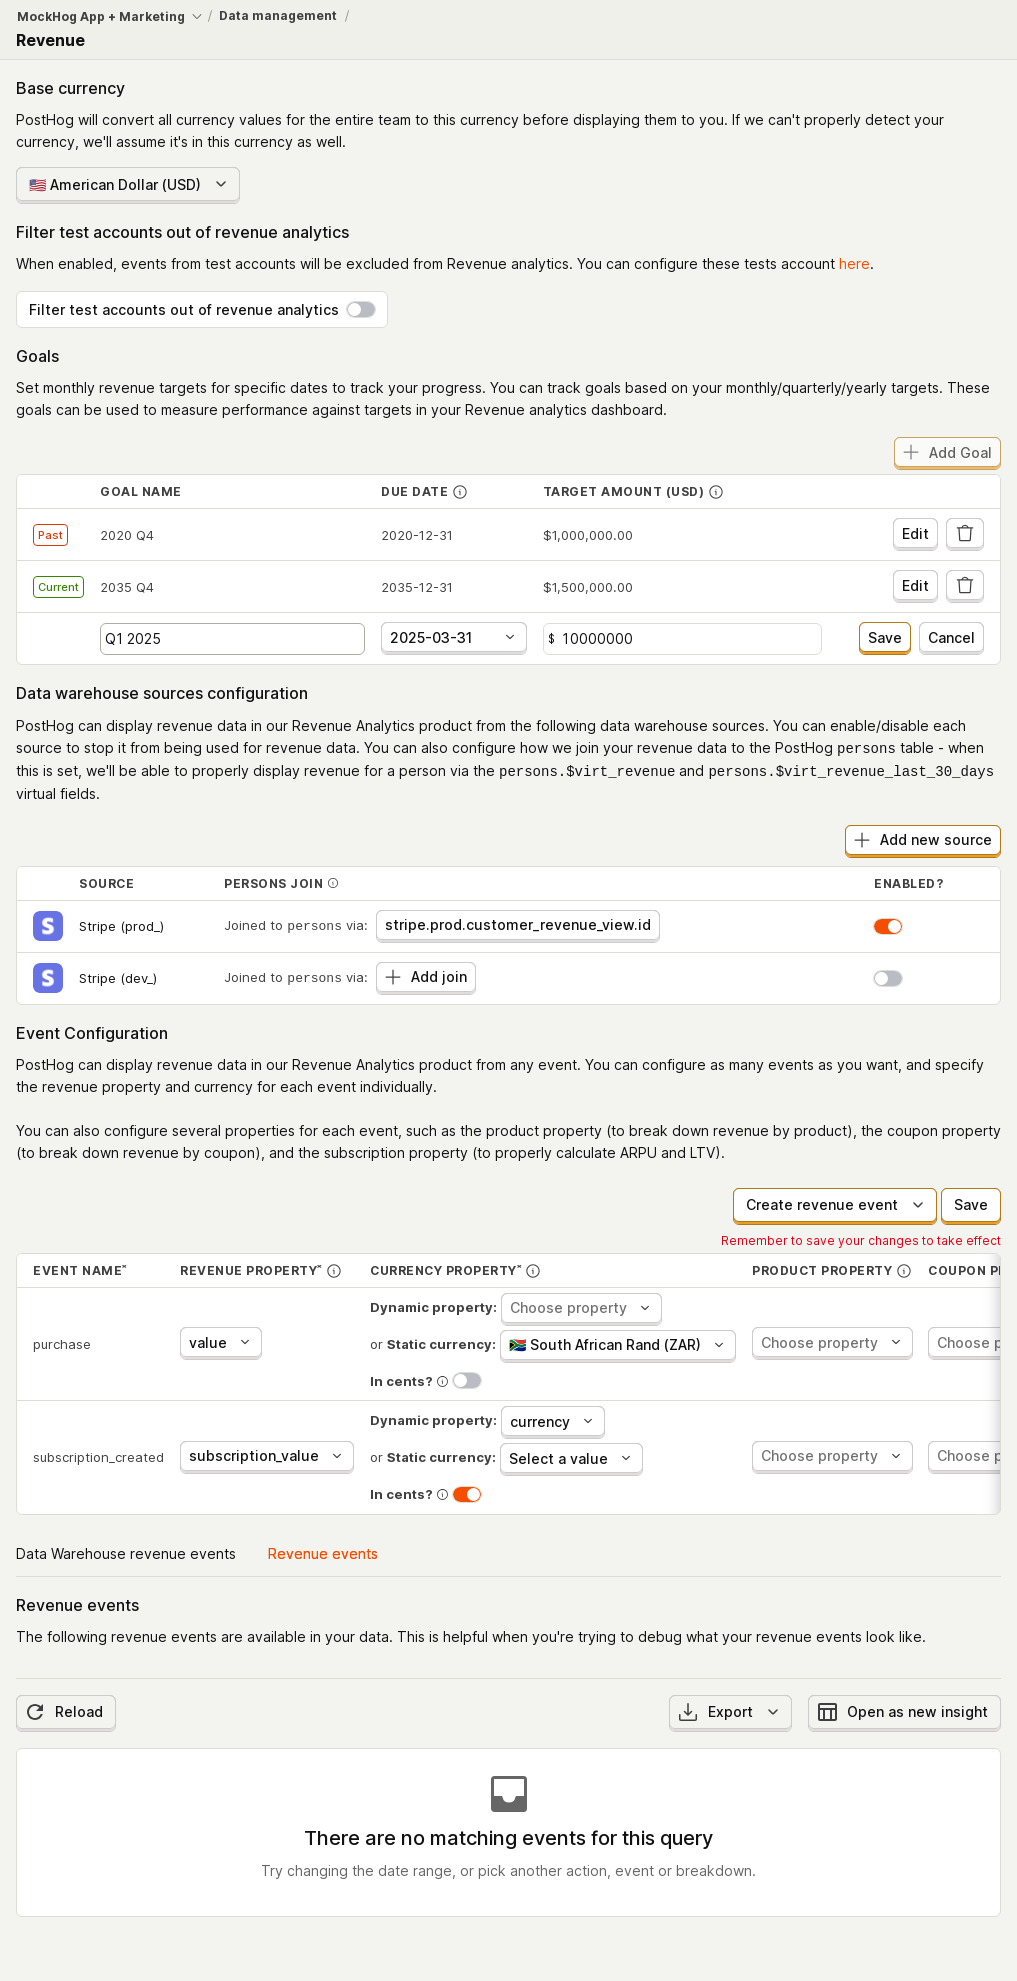 MockHog App + Marketing / Data management /
Revenue
Base currency
PostHog will convert all currency values for the entire team to this currency before displaying them to you. If we can't properly detect your
currency, we'll assume it's in this currency as well.
🇺🇸 American Dollar (USD)
Filter test accounts out of revenue analytics
When enabled, events from test accounts will be excluded from Revenue analytics. You can configure these tests account here.
Filter test accounts out of revenue analytics
Goals
Set monthly revenue targets for specific dates to track your progress. You can track goals based on your monthly/quarterly/yearly targets. These
goals can be used to measure performance against targets in your Revenue analytics dashboard.
Add Goal
GOAL NAME DUE DATE TARGET AMOUNT (USD)
Past 2020 Q4 2020-12-31 $1,000,000.00 Edit
Current 2035 Q4 2035-12-31 $1,500,000.00 Edit
Q1 2025 2025-03-31 $ 10000000 Save Cancel
Data warehouse sources configuration
PostHog can display revenue data in our Revenue Analytics product from the following data warehouse sources. You can enable/disable each
source to stop it from being used for revenue data. You can also configure how we join your revenue data to the PostHog persons table - when
this is set, we'll be able to properly display revenue for a person via the persons.$virt_revenue and persons.$virt_revenue_last_30_days
virtual fields.
Add new source
SOURCE PERSONS JOIN ENABLED?
S Stripe (prod_) Joined to persons via: stripe.prod.customer_revenue_view.id
S Stripe (dev_) Joined to persons via: Add join
Event Configuration
PostHog can display revenue data in our Revenue Analytics product from any event. You can configure as many events as you want, and specify
the revenue property and currency for each event individually.
You can also configure several properties for each event, such as the product property (to break down revenue by product), the coupon property
(to break down revenue by coupon), and the subscription property (to properly calculate ARPU and LTV).
Create revenue event Save
Remember to save your changes to take effect
EVENT NAME* REVENUE PROPERTY* CURRENCY PROPERTY* PRODUCT PROPERTY COUPON P
Dynamic property: Choose property
purchase value or Static currency: 🇿🇦 South African Rand (ZAR) Choose property Choose p
In cents?
Dynamic property: currency
subscription_created subscription_value or Static currency: Select a value Choose property Choose p
In cents?
Data Warehouse revenue events Revenue events
Revenue events
The following revenue events are available in your data. This is helpful when you're trying to debug what your revenue events look like.
Reload Export Open as new insight
There are no matching events for this query
Try changing the date range, or pick another action, event or breakdown.